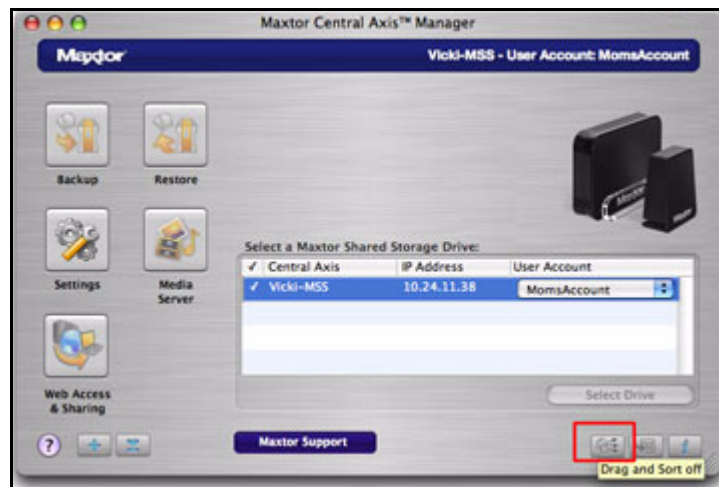 Maxtor Central Axis™ Manager
Maxtor
Vicki-MSS - User Account: MomsAccount
Backup
Restore
Settings
Media
Server
Web Access
& Sharing
Select a Maxtor Shared Storage Drive:
✓ Central Axis IP Address User Account
✓ Vicki-MSS 10.24.11.38 MomsAccount
Select Drive
?
Maxtor Support
i
Drag and Sort off
Maxtor